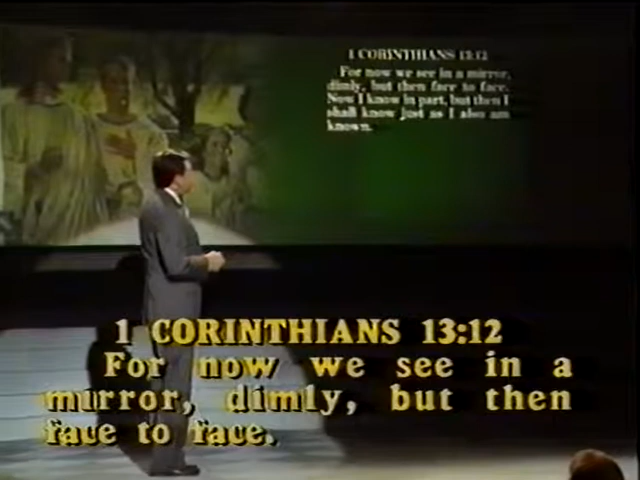 1 CORINTHIANS 13:12
For now we see in a mirror,
dimly, but then face to face.
Now I know in part, but then I
shall know just as I also am
known.
1 CORINTHIANS 13:12
For now we see in a
mirror, dimly, but then
face to face.